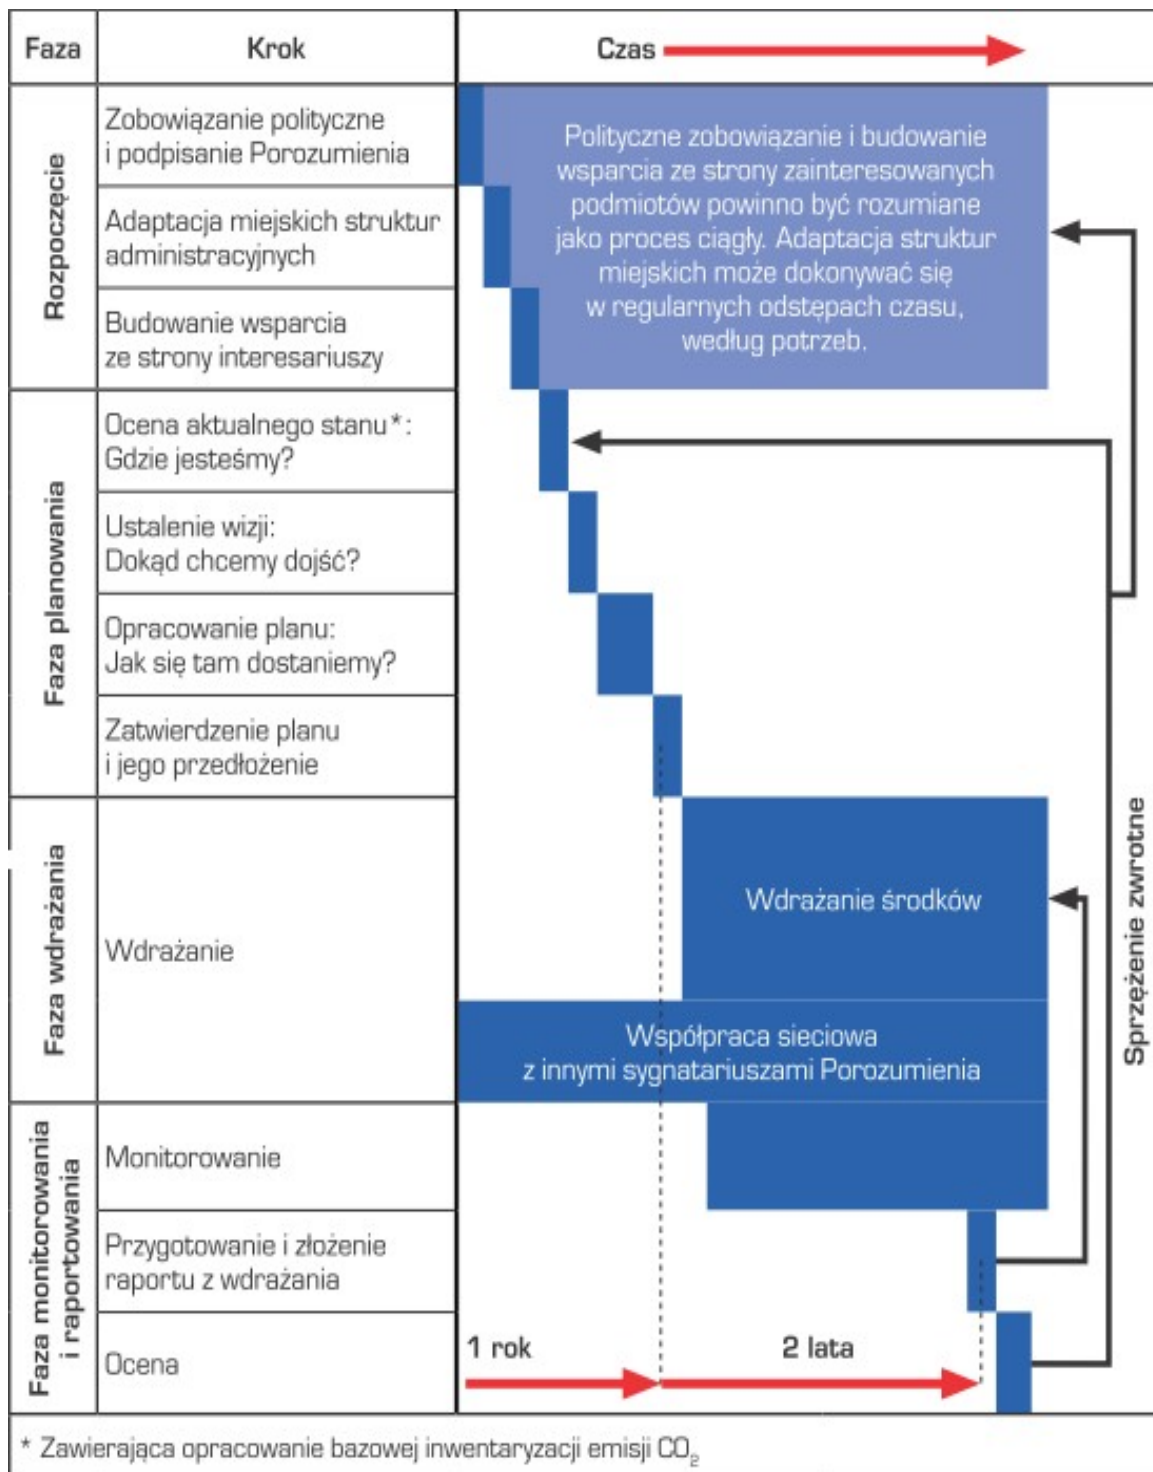 Faza
Krok
Czas
Rozpoczęcie
Zobowiązanie polityczne
i podpisanie Porozumienia
Adaptacja miejskich struktur
administracyjnych
Budowanie wsparcia
ze strony interesariuszy
Polityczne zobowiązanie i budowanie
wsparcia ze strony zainteresowanych
podmiotów powinno być rozumiane
jako proces ciągły. Adaptacja struktur
miejskich może dokonywać się
w regularnych odstępach czasu,
według potrzeb.
Faza planowania
Ocena aktualnego stanu*:
Gdzie jesteśmy?
Ustalenie wizji:
Dokąd chcemy dojść?
Opracowanie planu:
Jak się tam dostaniemy?
Zatwierdzenie planu
i jego przedłożenie
Faza wdrażania
Wdrażanie
Wdrażanie środków
Współpraca sieciowa
z innymi sygnatariuszami Porozumienia
Faza monitorowania
i raportowania
Monitorowanie
Przygotowanie i złożenie
raportu z wdrażania
Ocena
1 rok
2 lata
Sprzężenie zwrotne
* Zawierająca opracowanie bazowej inwentaryzacji emisji CO₂